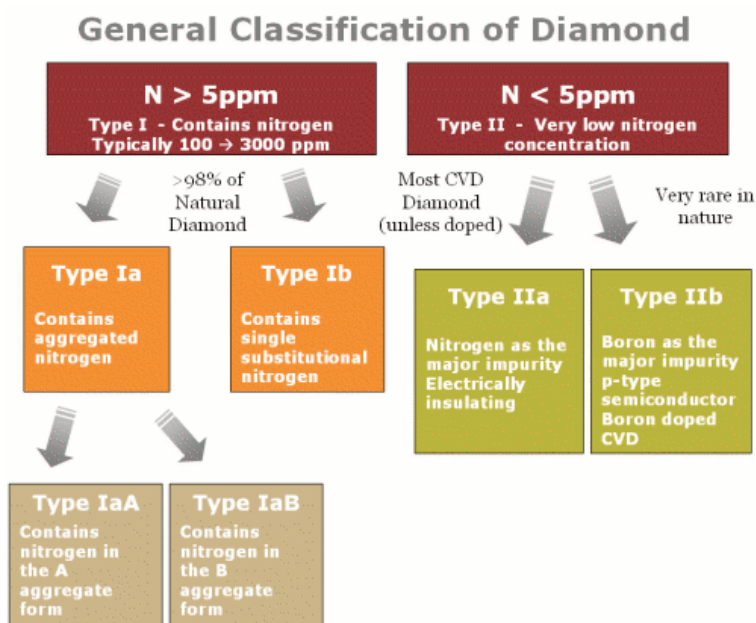 General Classification of Diamond
N > 5ppm
Type I - Contains nitrogen
Typically 100 → 3000 ppm
N < 5ppm
Type II - Very low nitrogen
concentration
>98% of
Natural
Diamond
Most CVD
Diamond
(unless doped)
Very rare in
nature
Type Ia
Contains
aggregated
nitrogen
Type Ib
Contains
single
substitutional
nitrogen
Type IIa
Nitrogen as the
major impurity
Electrically
insulating
Type IIb
Boron as the
major impurity
p-type
semiconductor
Boron doped
CVD
Type IaA
Contains
nitrogen in
the A
aggregate
form
Type IaB
Contains
nitrogen in
the B
aggregate
form